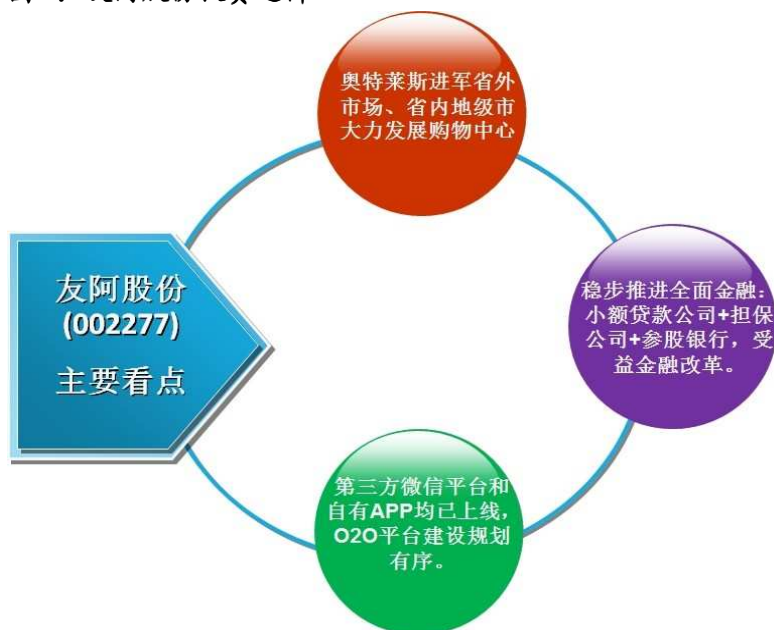 奥特莱斯进军省外
市场、省内地级市
大力发展购物中心
友阿股份
(002277)
主要看点
稳步推进全面金融：
小额贷款公司+担保
公司+参股银行，受
益金融改革。
第三方微信平台和
自有APP均已上线，
O2O平台建设规划
有序。